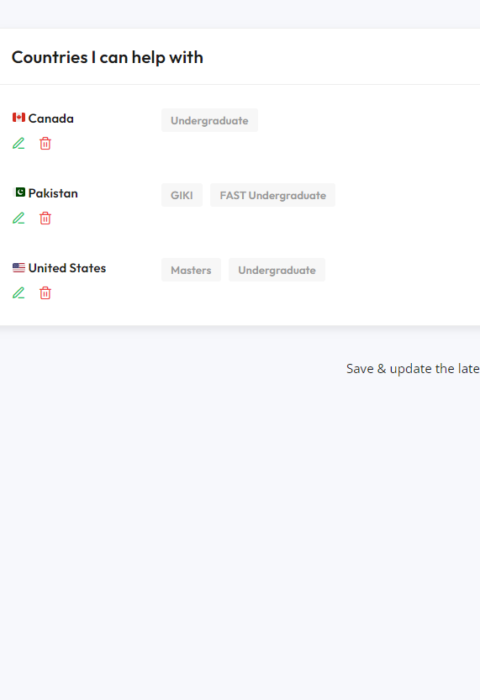 Countries I can help with
Canada
Undergraduate
Pakistan
GIKI
FAST Undergraduate
United States
Masters
Undergraduate
Save & update the late